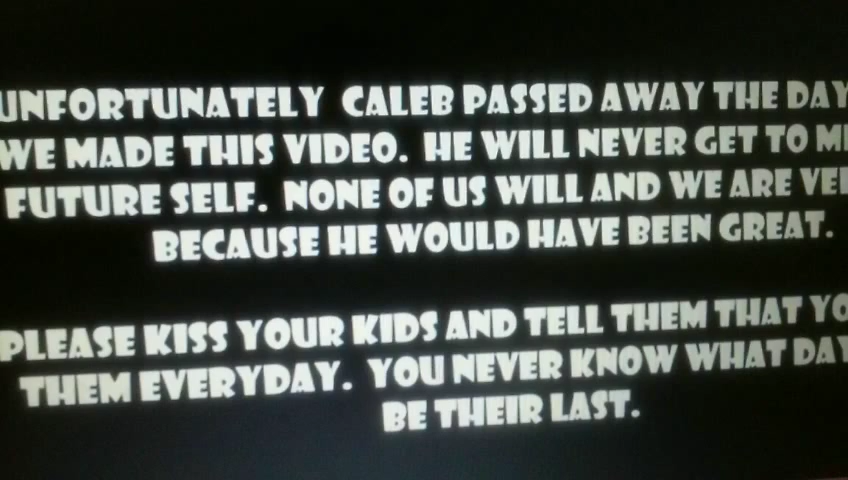 UNFORTUNATELY CALEB PASSED AWAY THE DAY
WE MADE THIS VIDEO. HE WILL NEVER GET TO
FUTURE SELF. NONE OF US WILL AND WE ARE
BECAUSE HE WOULD HAVE BEEN GREAT.
PLEASE KISS YOUR KIDS AND TELL THEM THAT
THEM EVERYDAY. YOU NEVER KNOW WHAT DAY
BE THEIR LAST.